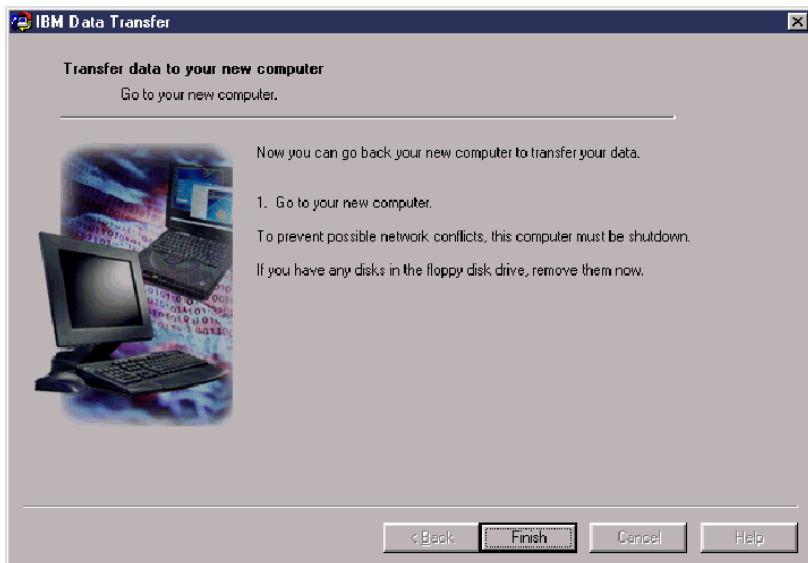 IBM Data Transfer
Transfer data to your new computer
Go to your new computer.
Now you can go back your new computer to transfer your data.
1. Go to your new computer.
To prevent possible network conflicts, this computer must be shutdown.
If you have any disks in the floppy disk drive, remove them now.
< Back
Finish
Cancel
Help